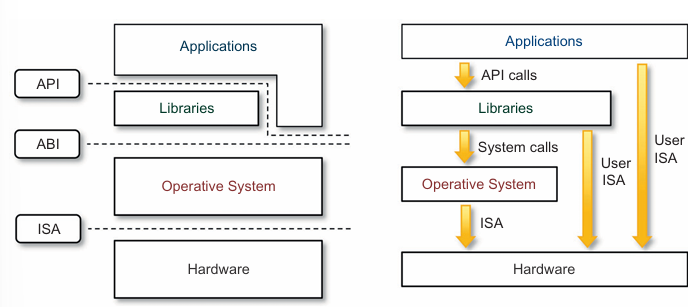 Applications
API
Libraries
ABI
Operative System
ISA
Hardware
Applications
API calls
Libraries
System calls
User
ISA
User
ISA
Operative System
ISA
Hardware